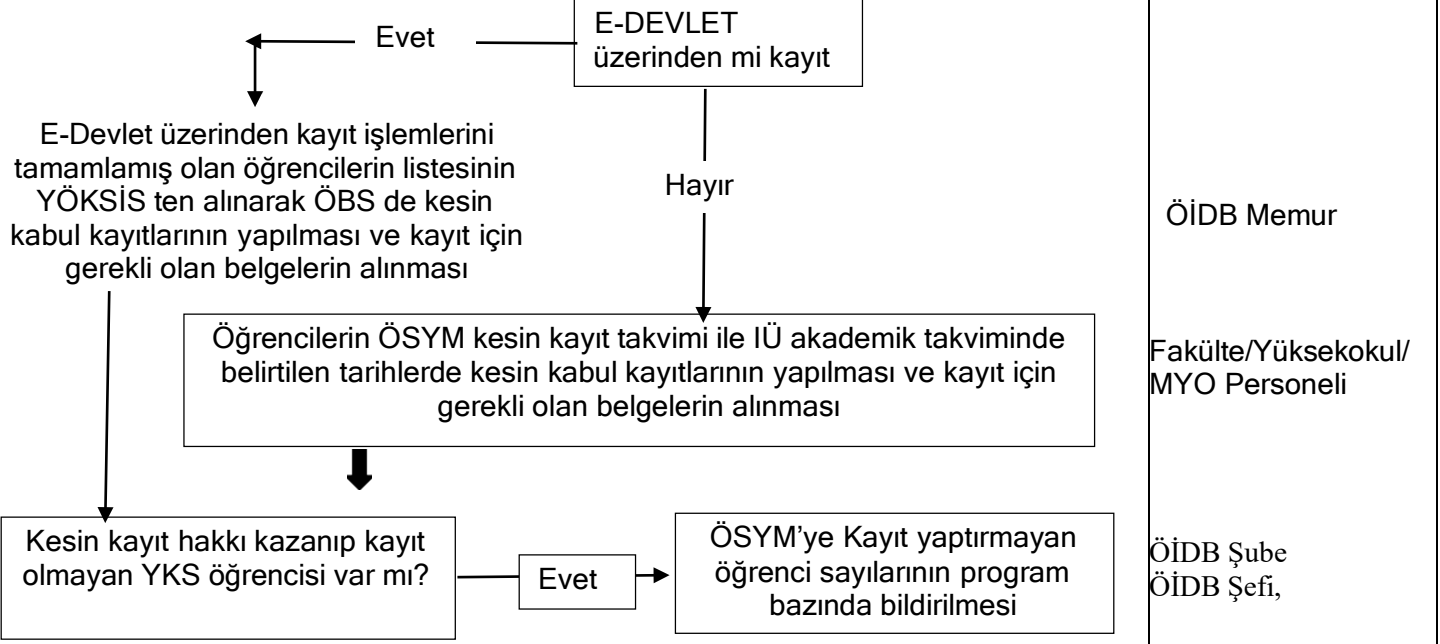 E-DEVLET
üzerinden mi kayıt
Evet
E-Devlet üzerinden kayıt işlemlerini
tamamlamış olan öğrencilerin listesinin
YÖKSİS ten alınarak ÖBS de kesin
kabul kayıtlarının yapılması ve kayıt için
gerekli olan belgelerin alınması
Hayır
ÖİDB Memur
Öğrencilerin ÖSYM kesin kayıt takvimi ile IÜ akademik takviminde
belirtilen tarihlerde kesin kabul kayıtlarının yapılması ve kayıt için
gerekli olan belgelerin alınması
Fakülte/Yüksekokul/
MYO Personeli
Kesin kayıt hakkı kazanıp kayıt
olmayan YKS öğrencisi var mı?
Evet
ÖSYM’ye Kayıt yaptırmayan
öğrenci sayılarının program
bazında bildirilmesi
ÖİDB Şube
ÖİDB Şefi,